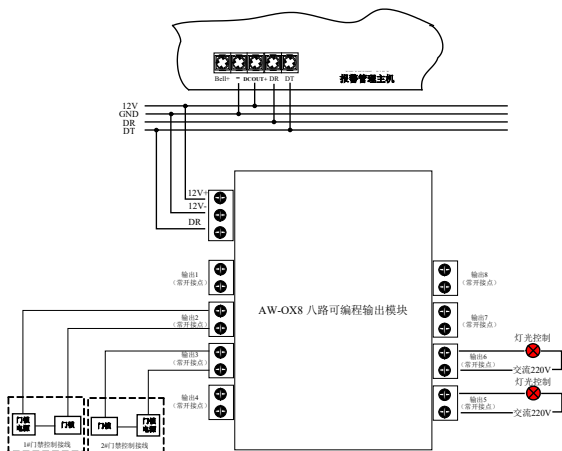 Bell+ - DCOUT+ DR DT
报警管理主机
12V
GND
DR
DT
12V+
12V-
DR
输出1
（常开接点）
输出2
（常开接点）
输出3
（常开接点）
输出4
（常开接点）
AW-OX8 八路可编程输出模块
输出8
（常开接点）
输出7
（常开接点）
输出6
（常开接点）
输出5
（常开接点）
灯光控制
交流220V
灯光控制
交流220V
门锁
电源
门锁
1#门禁控制接线
门锁
门锁
电源
2#门禁控制接线